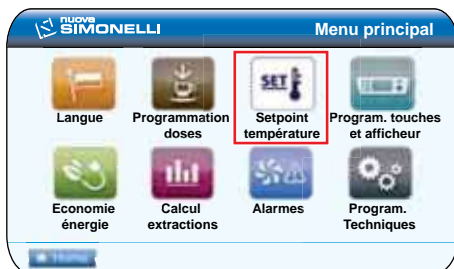 nuova
SIMONELLI
Menu principal
SET
Langue
Programmation
doses
Setpoint
température
Program. touches
et afficheur
Economie
énergie
Calcul
extractions
Alarmes
Program.
Techniques
Home